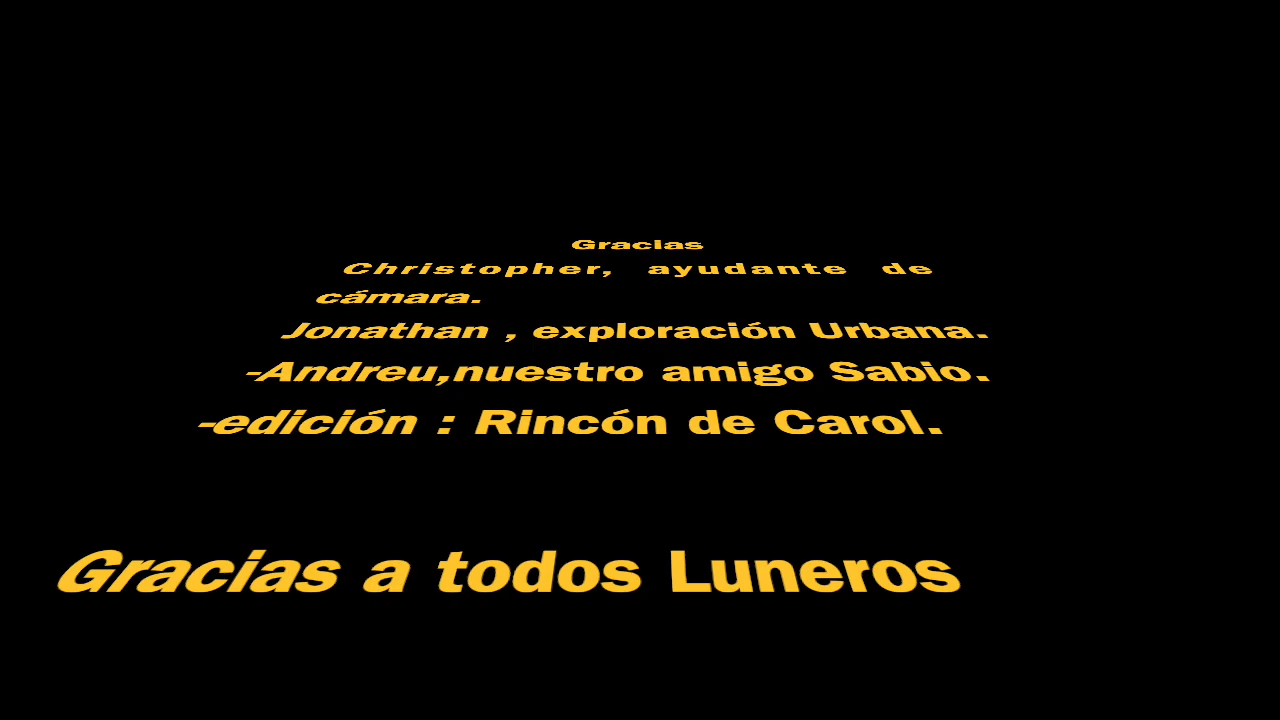 Gracias
Christopher, ayudante de
cámara.
Jonathan , exploración Urbana.
-Andreu,nuestro amigo Sabio.
-edición : Rincón de Carol.
Gracias a todos Luneros